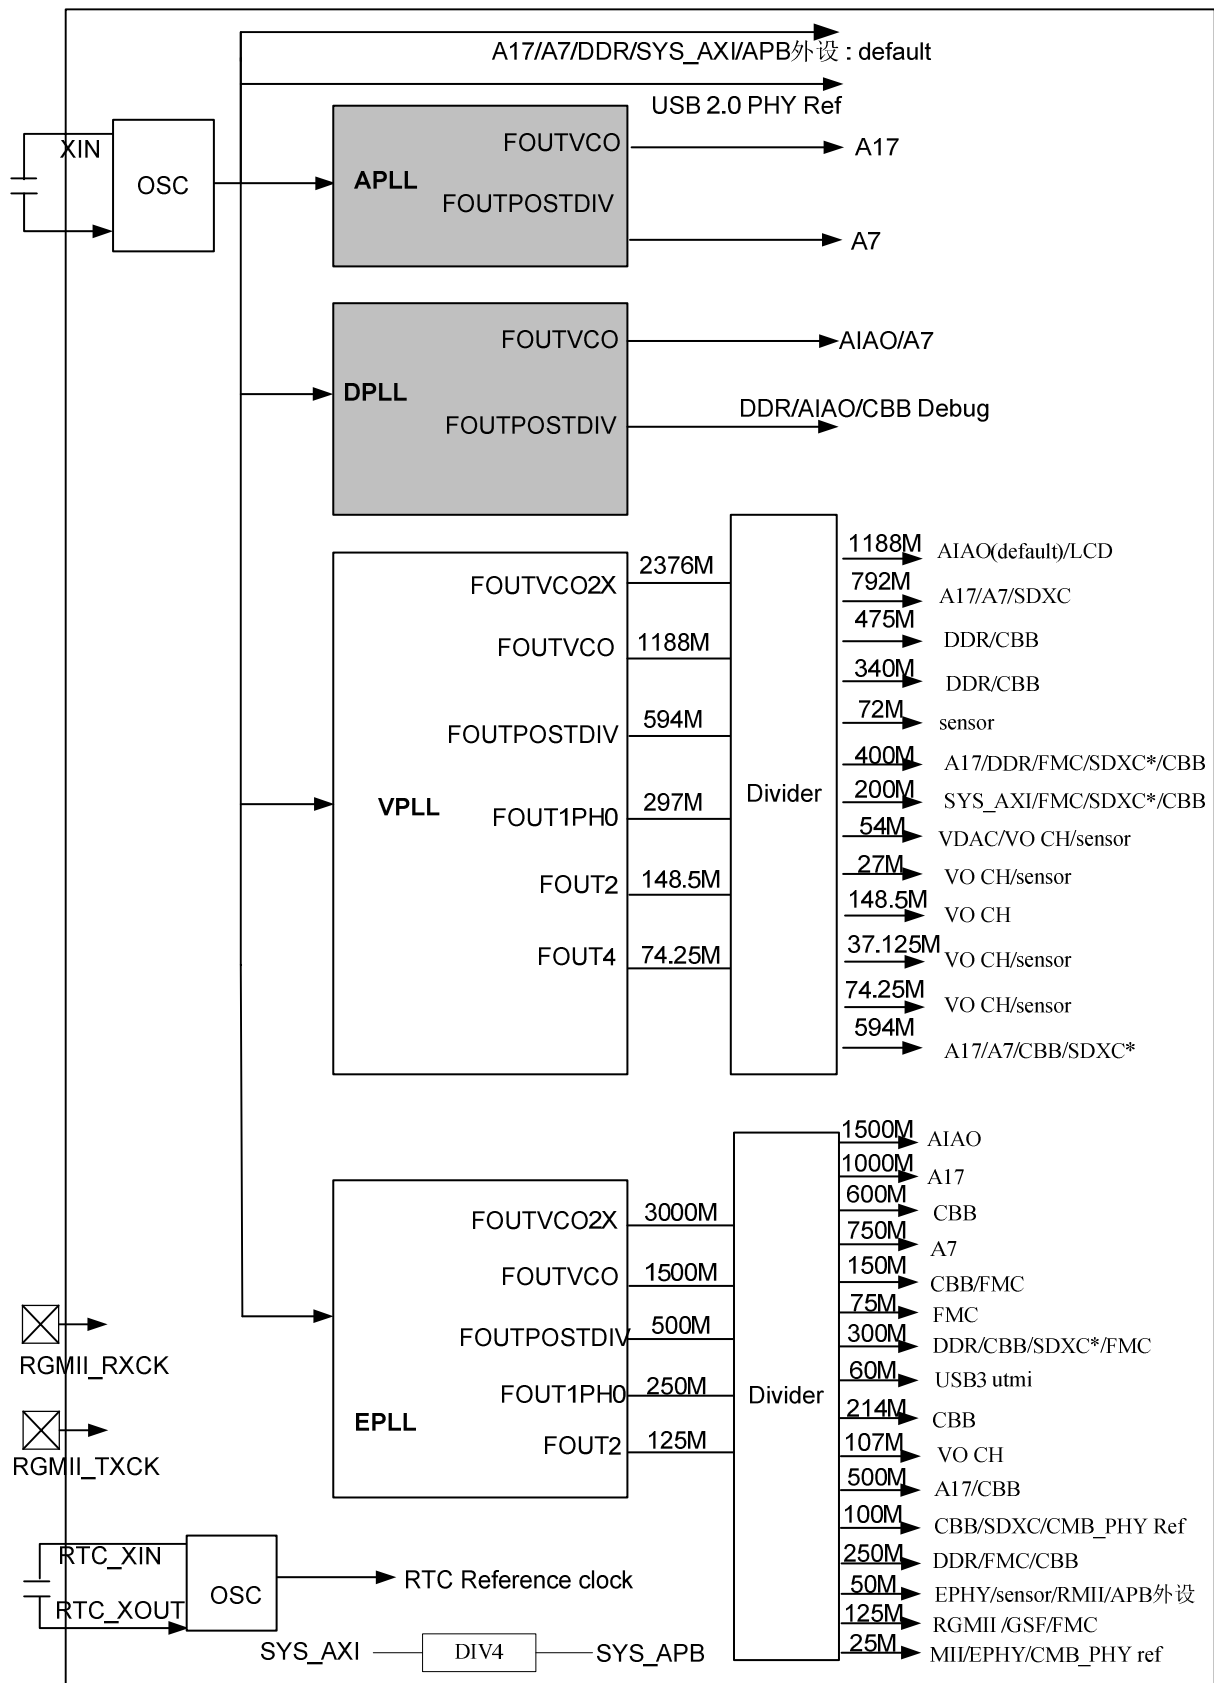 A17/A7/DDR/SYS_AXI/APB外设 : default
USB 2.0 PHY Ref
XIN
OSC
APLL
FOUTVCO
A17
FOUTPOSTDIV
A7
DPLL
FOUTVCO
AIAO/A7
FOUTPOSTDIV
DDR/AIAO/CBB Debug
VPLL
FOUTVCO2X
2376M
FOUTVCO
1188M
FOUTPOSTDIV
594M
FOUT1PH0
297M
FOUT2
148.5M
FOUT4
74.25M
Divider
1188M
AIAO(default)/LCD
792M
A17/A7/SDXC
475M
DDR/CBB
340M
DDR/CBB
72M
sensor
400M
A17/DDR/FMC/SDXC*/CBB
200M
SYS_AXI/FMC/SDXC*/CBB
54M
VDAC/VO CH/sensor
27M
VO CH/sensor
148.5M
VO CH
37.125M
VO CH/sensor
74.25M
VO CH/sensor
594M
A17/A7/CBB/SDXC*
EPLL
FOUTVCO2X
3000M
FOUTVCO
1500M
FOUTPOSTDIV
500M
FOUT1PH0
250M
FOUT2
125M
Divider
1500M
AIAO
1000M
A17
600M
CBB
750M
A7
150M
CBB/FMC
75M
FMC
300M
DDR/CBB/SDXC*/FMC
60M
USB3 utmi
214M
CBB
107M
VO CH
500M
A17/CBB
100M
CBB/SDXC/CMB_PHY Ref
250M
DDR/FMC/CBB
50M
EPHY/sensor/RMII/APB外设
125M
RGMII /GSF/FMC
25M
MII/EPHY/CMB_PHY ref
RGMII_RXCK
RGMII_TXCK
RTC_XIN
RTC_XOUT
OSC
RTC Reference clock
SYS_AXI
DIV4
SYS_APB